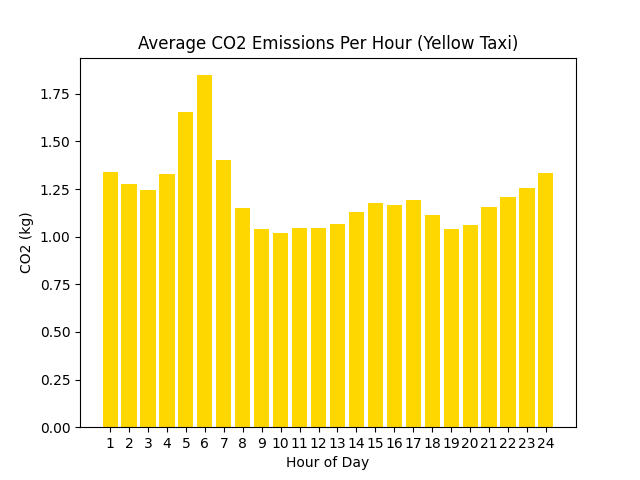 Average CO2 Emissions Per Hour (Yellow Taxi)
CO2 (kg)
1.75
1.50
1.25
1.00
0.75
0.50
0.25
0.00
1 2 3 4 5 6 7 8 9 10 11 12 13 14 15 16 17 18 19 20 21 22 23 24
Hour of Day